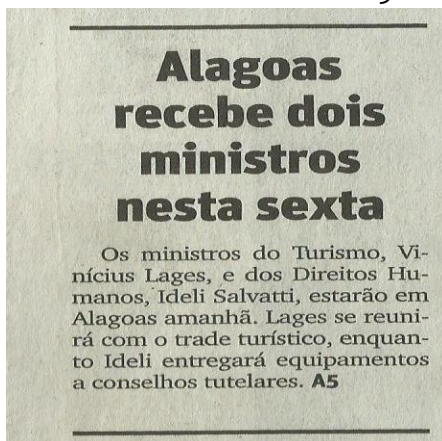 Alagoas
recebe dois
ministros
nesta sexta
Os ministros do Turismo, Vi-
nícius Lages, e dos Direitos Hu-
manos, Ideli Salvatti, estarão em
Alagoas amanhã. Lages se reuni-
rá com o trade turístico, enquan-
to Ideli entregará equipamentos
a conselhos tutelares. A5